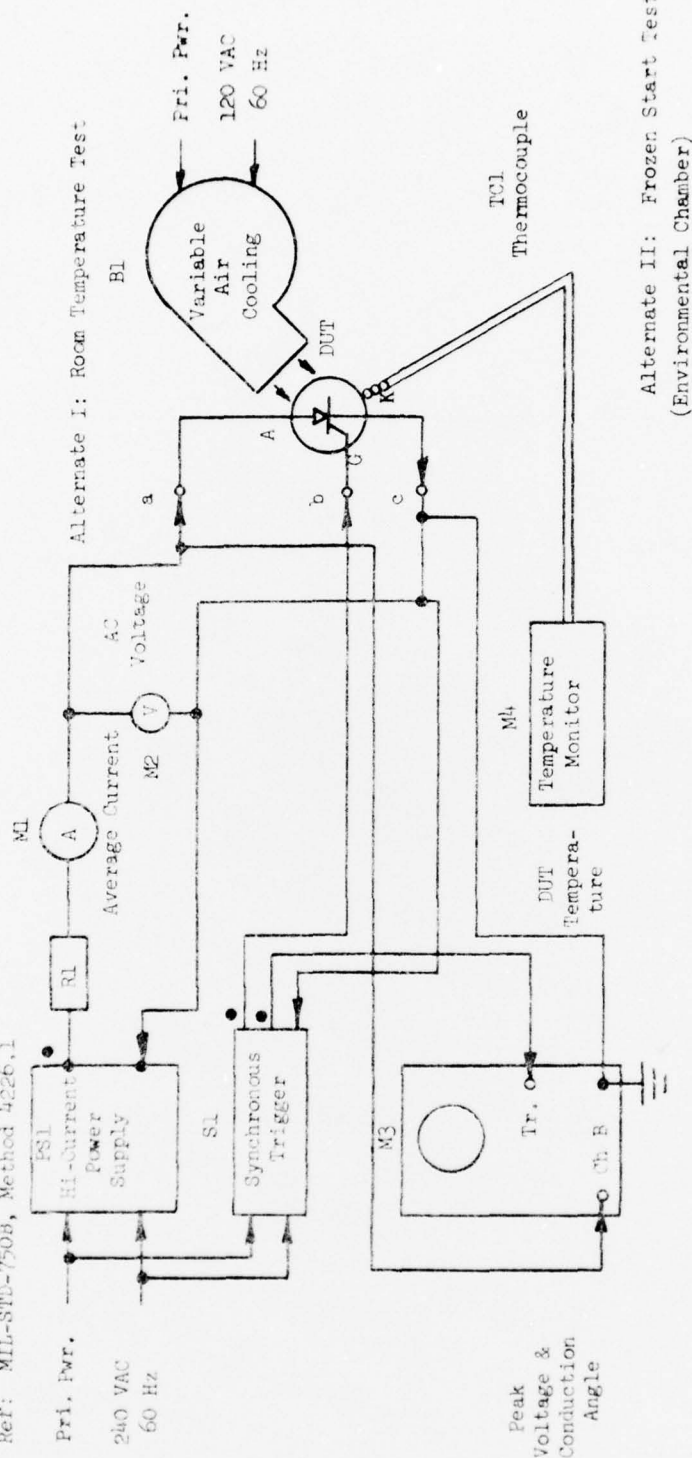 Ref: MIL-STD-750B, Method 4226.1
Alternate I: Room Temperature Test
Pri. Pwr.
240 VAC
60 Hz
PS1
Hi-Current
Power
Supply
R1
M1
A
Average Current
AC
Voltage
V
M2
a
b
c
A
G
K
DUT
B1
Variable
Air
Cooling
Pri. Pwr.
120 VAC
60 Hz
S1
Synchronous
Trigger
M3
Tr.
Ch B
Peak
Voltage &
Conduction
Angle
DUT
Tempera-
ture
M4
Temperature
Monitor
TC1
Thermocouple
Alternate II: Frozen Start Test
(Environmental Chamber)